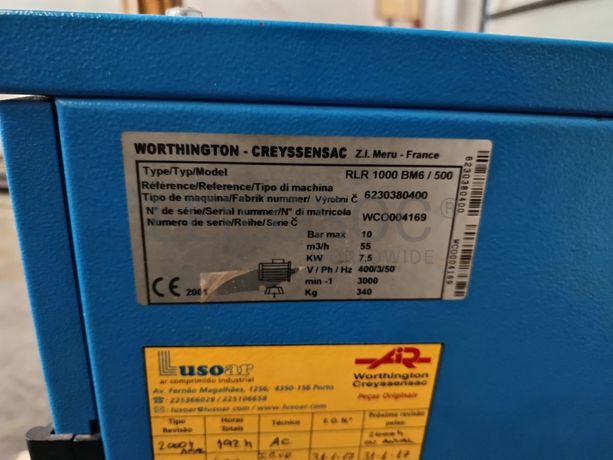 WORTHINGTON - CREYSSENSAC Z.I. Meru - France
Type/Typ/Model RLR 1000 BM6 / 500
Référence/Reference/Tipo di machina
Tipo de maquina/Fabrik nummer/ Výrobní Č 6230380400
N° de série/Serial nummer/N° di matricola WCO004169
Numero de serie/Reihe/Serie Č
Bar max 10
m3/h 55
KW 7,5
V / Ph / Hz 400/3/50
min -1 3000
Kg 340
CE 2001
6230380400
WCO004169
WORLDWIDE
Lusoar
ar comprimido industrial
Av. Fernão Magalhães, 1256; 4350-156 Porto
225366029 / 225106658
lusoar@lusoar.com / www.lusoar.com
AIR
Worthington
Creyssensac
Peças Originais
Tipo Revisão Horas Totais Técnico F.O. N° Próxima revisão
192 h AC